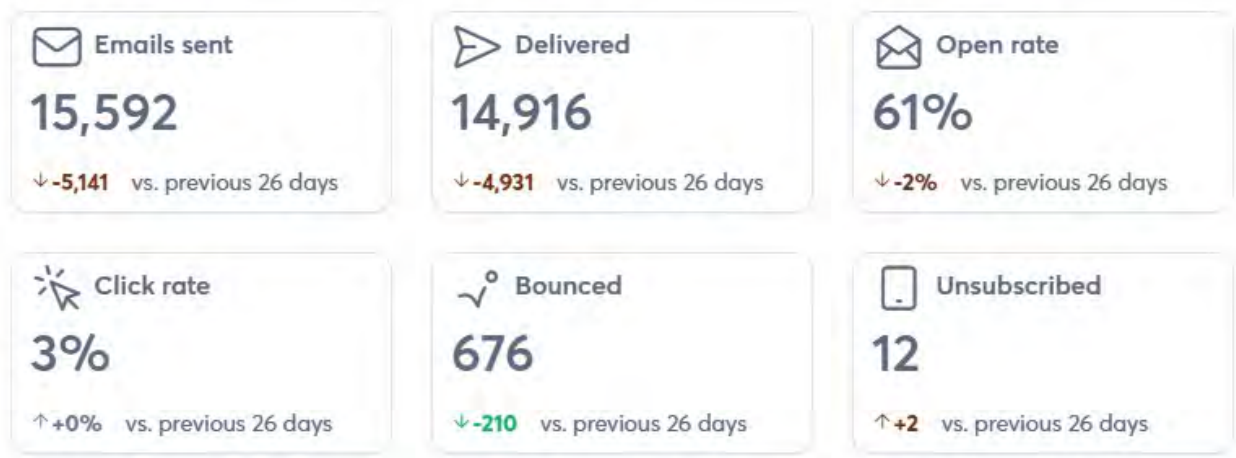 Emails sent
15,592
↓-5,141 vs. previous 26 days
Delivered
14,916
↓-4,931 vs. previous 26 days
Open rate
61%
↓-2% vs. previous 26 days
Click rate
3%
↑+0% vs. previous 26 days
Bounced
676
↓-210 vs. previous 26 days
Unsubscribed
12
↑+2 vs. previous 26 days